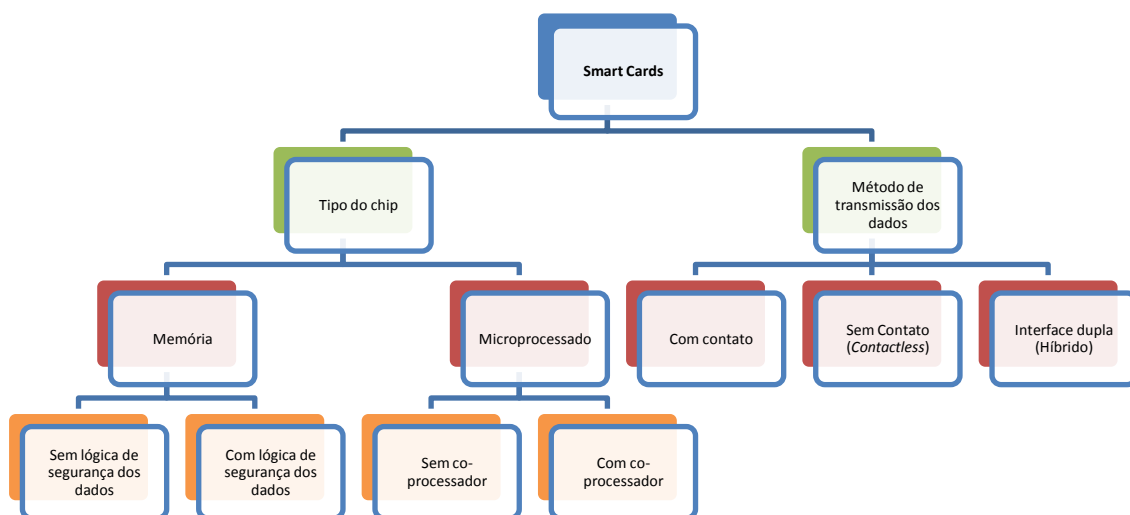 Smart Cards
Tipo do chip
Método de
transmissão dos
dados
Memória
Microprocessado
Com contato
Sem Contato
(Contactless)
Interface dupla
(Híbrido)
Sem lógica de
segurança dos
dados
Com lógica de
segurança dos
dados
Sem co-
processador
Com co-
processador